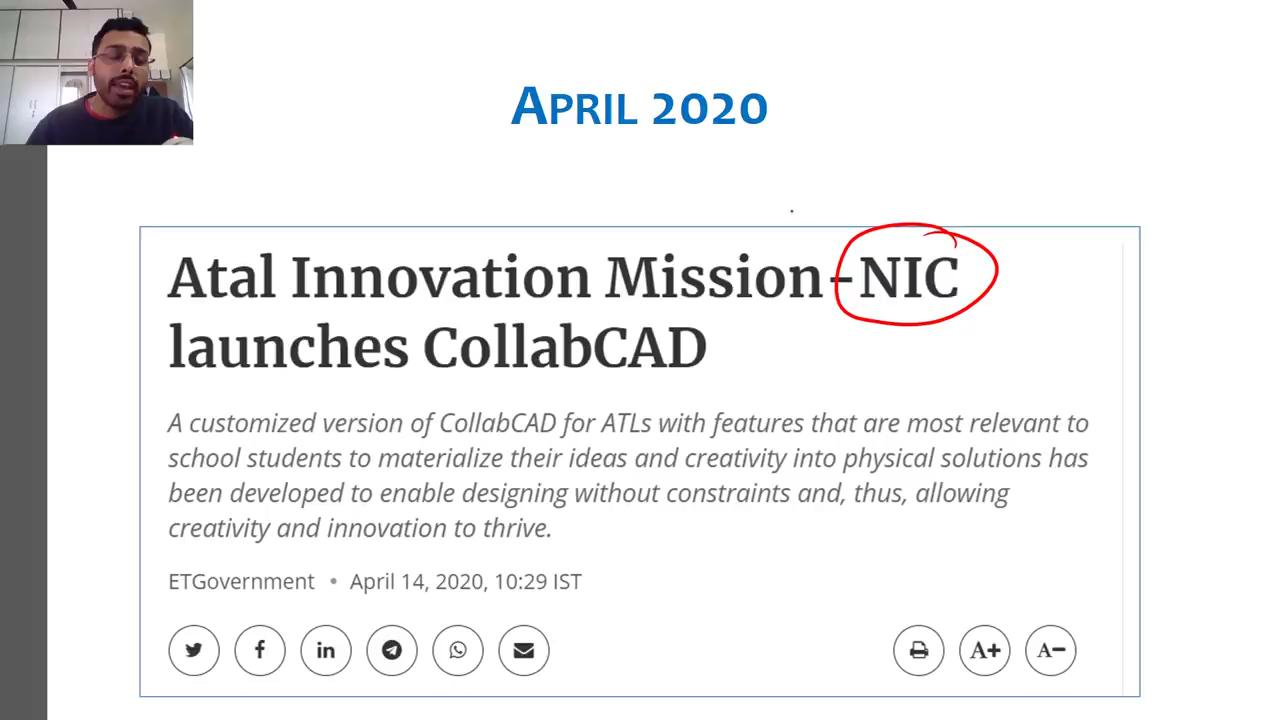 APRIL 2020
Atal Innovation Mission-NIC
launches CollabCAD
A customized version of CollabCAD for ATLs with features that are most relevant to
school students to materialize their ideas and creativity into physical solutions has
been developed to enable designing without constraints and, thus, allowing
creativity and innovation to thrive.
ETGovernment • April 14, 2020, 10:29 IST
A+ A-